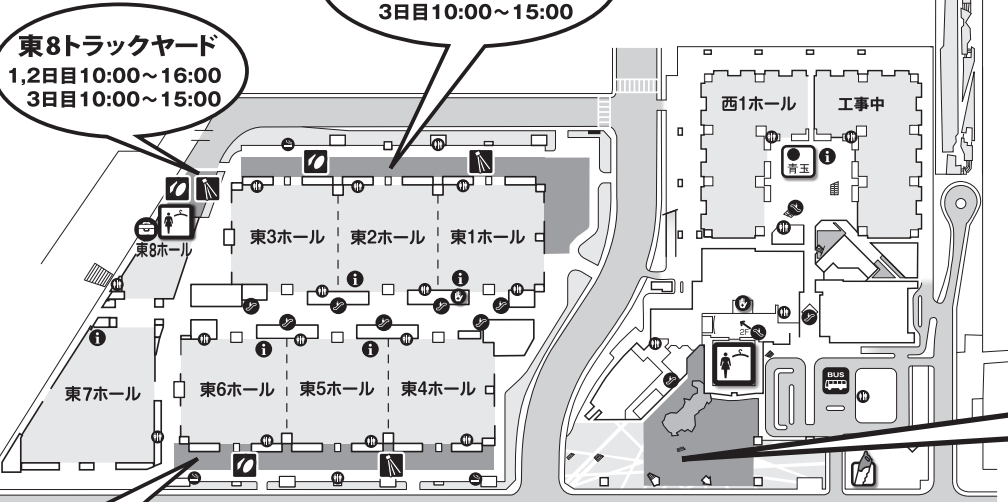 3日目10:00～15:00
東8トラックヤード
1,2日目10:00～16:00
3日目10:00～15:00
西1ホール
工事中
青玉
東3ホール
東2ホール
東1ホール
東8ホール
2F
BUS
東7ホール
東6ホール
東5ホール
東4ホール